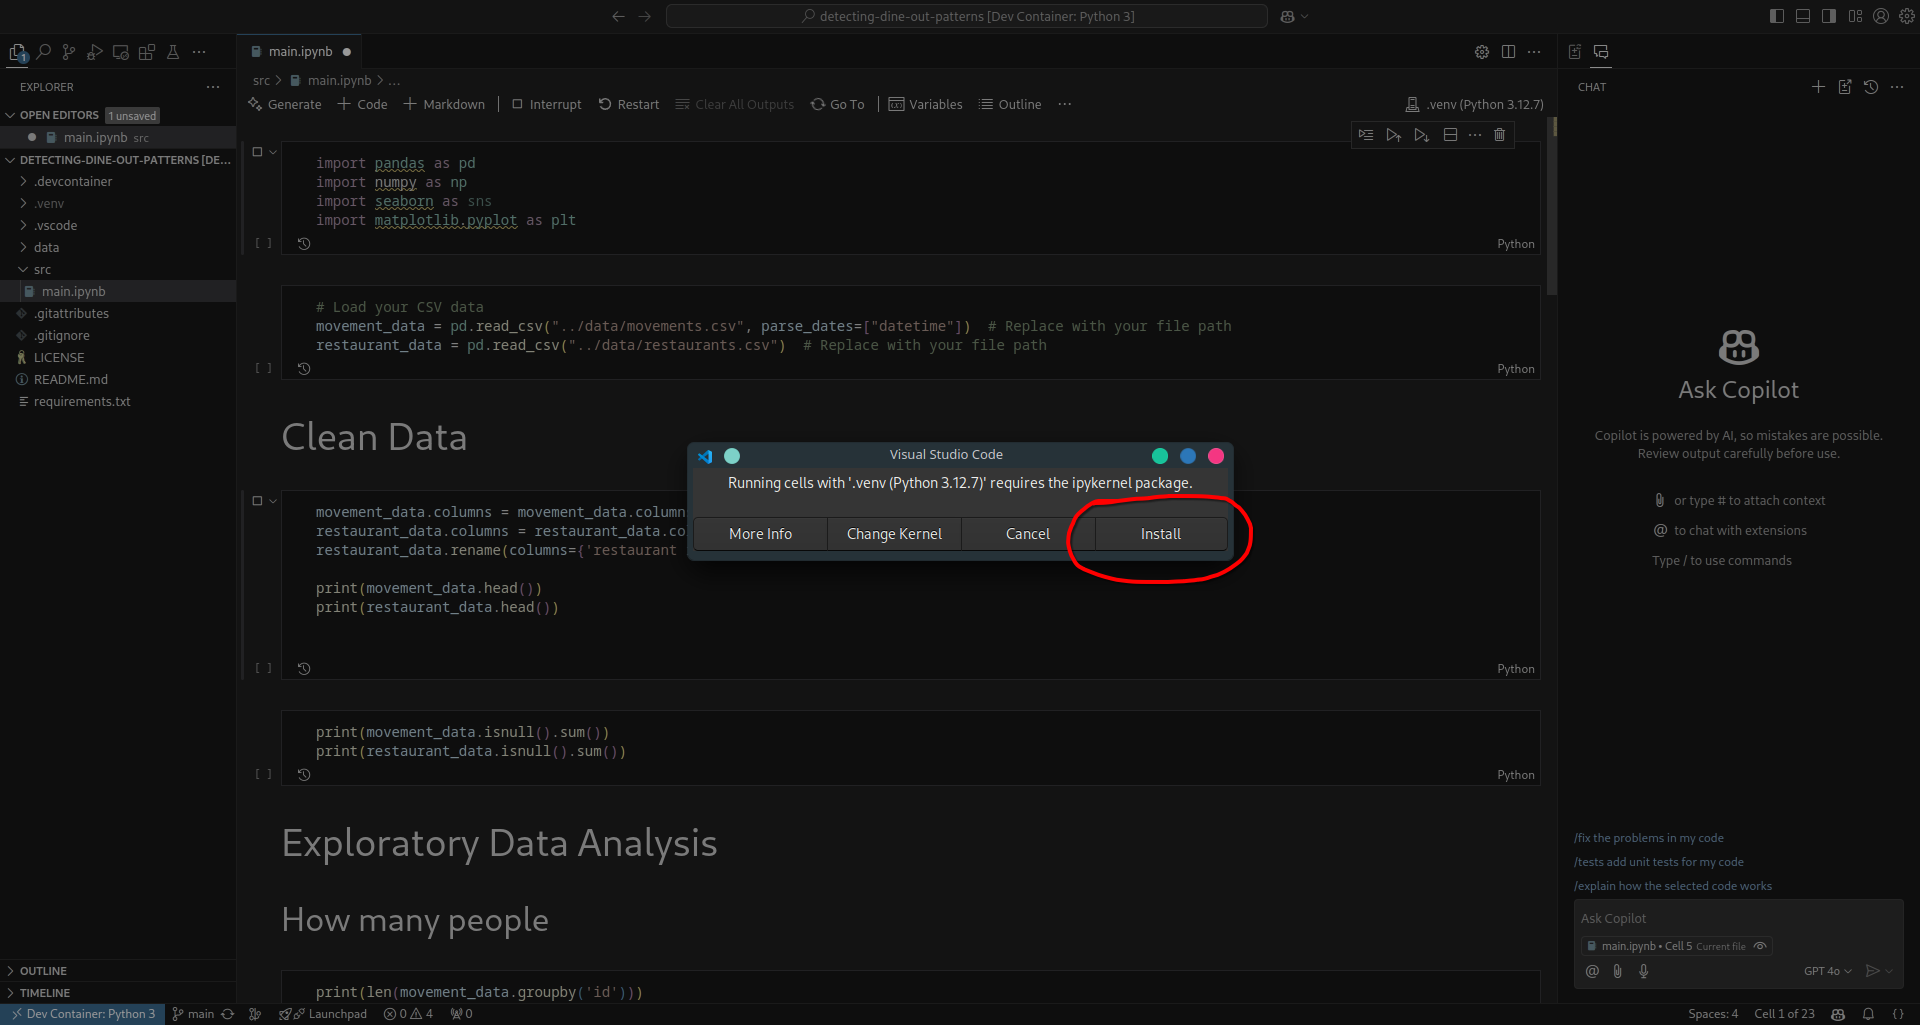 detecting-dine-out-patterns [Dev Container: Python 3]
EXPLORER
OPEN EDITORS 1 unsaved
main.ipynb src
DETECTING-DINE-OUT-PATTERNS [DE...
.devcontainer
.venv
.vscode
data
src
main.ipynb
.gitattributes
.gitignore
LICENSE
README.md
requirements.txt
OUTLINE
TIMELINE
main.ipynb
src > main.ipynb > ...
Generate + Code + Markdown Interrupt Restart Clear All Outputs Go To Variables Outline ... .venv (Python 3.12.7)
import pandas as pd
import numpy as np
import seaborn as sns
import matplotlib.pyplot as plt
[ ] Python
# Load your CSV data
movement_data = pd.read_csv("../data/movements.csv", parse_dates=["datetime"]) # Replace with your file path
restaurant_data = pd.read_csv("../data/restaurants.csv") # Replace with your file path
[ ] Python
Clean Data
movement_data.columns = movement_data.column
restaurant_data.columns = restaurant_data.co
restaurant_data.rename(columns={'restaurant
print(movement_data.head())
print(restaurant_data.head())
[ ] Python
print(movement_data.isnull().sum())
print(restaurant_data.isnull().sum())
[ ] Python
Exploratory Data Analysis
How many people
print(len(movement_data.groupby('id')))
Visual Studio Code
Running cells with '.venv (Python 3.12.7)' requires the ipykernel package.
More Info Change Kernel Cancel Install
CHAT
Ask Copilot
Copilot is powered by AI, so mistakes are possible.
Review output carefully before use.
or type # to attach context
@ to chat with extensions
Type / to use commands
/fix the problems in my code
/tests add unit tests for my code
/explain how the selected code works
Ask Copilot
main.ipynb • Cell 5 Current file
@ GPT 4o
Dev Container: Python 3 main Launchpad 0 4 0 Spaces: 4 Cell 1 of 23 { }